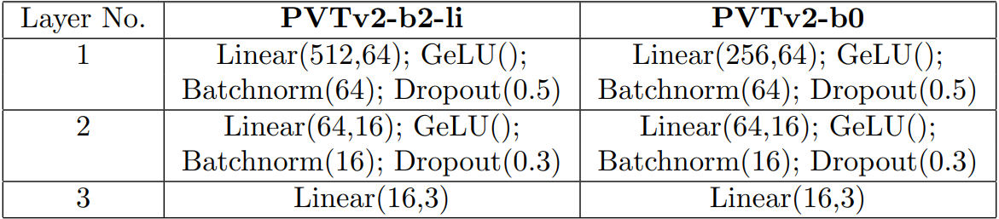 Layer No. PVTv2-b2-li PVTv2-b0
1 Linear(512,64); GeLU(); Linear(256,64); GeLU();
Batchnorm(64); Dropout(0.5) Batchnorm(64); Dropout(0.5)
2 Linear(64,16); GeLU(); Linear(64,16); GeLU();
Batchnorm(16); Dropout(0.3) Batchnorm(16); Dropout(0.3)
3 Linear(16,3) Linear(16,3)